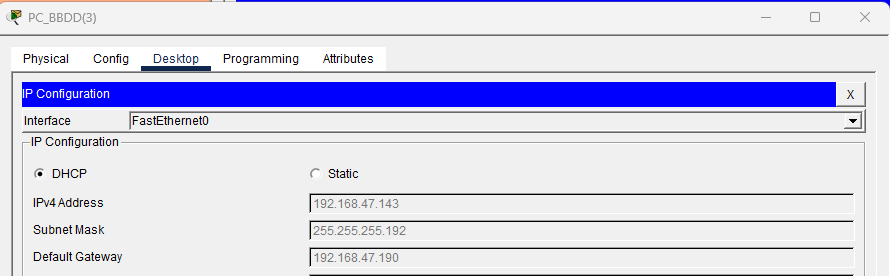 PC_BBDD(3)
Physical Config Desktop Programming Attributes
IP Configuration X
Interface FastEthernet0
IP Configuration
DHCP Static
IPv4 Address 192.168.47.143
Subnet Mask 255.255.255.192
Default Gateway 192.168.47.190